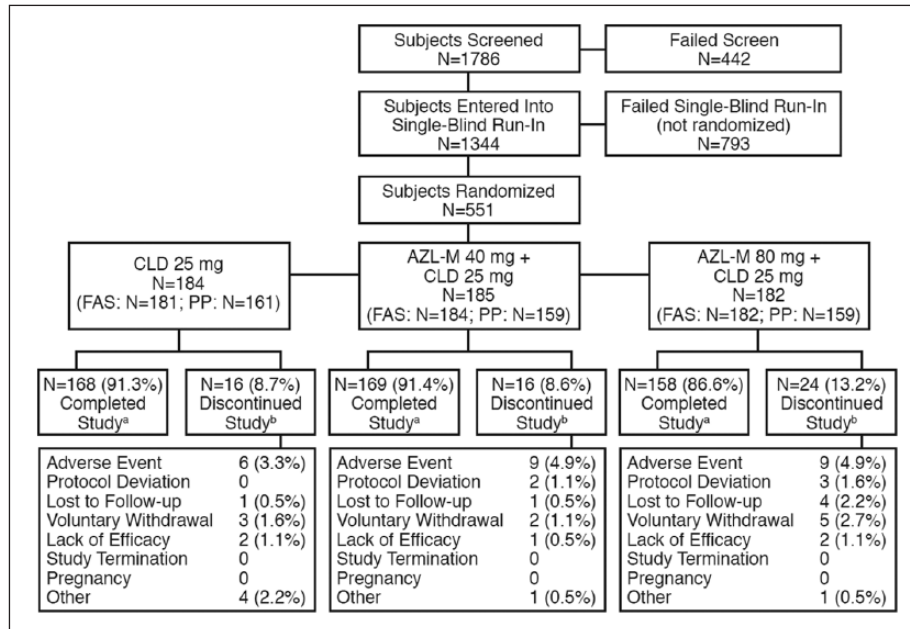 Subjects Screened
N=1786
Failed Screen
N=442
Subjects Entered Into
Single-Blind Run-In
N=1344
Failed Single-Blind Run-In
(not randomized)
N=793
Subjects Randomized
N=551
CLD 25 mg
N=184
(FAS: N=181; PP: N=161)
AZL-M 40 mg +
CLD 25 mg
N=185
(FAS: N=184; PP: N=159)
AZL-M 80 mg +
CLD 25 mg
N=182
(FAS: N=182; PP: N=159)
N=168 (91.3%)
Completed
Studyᵃ
N=16 (8.7%)
Discontinued
Studyᵇ
N=169 (91.4%)
Completed
Studyᵃ
N=16 (8.6%)
Discontinued
Studyᵇ
N=158 (86.6%)
Completed
Studyᵃ
N=24 (13.2%)
Discontinued
Studyᵇ
Adverse Event 6 (3.3%)
Protocol Deviation 0
Lost to Follow-up 1 (0.5%)
Voluntary Withdrawal 3 (1.6%)
Lack of Efficacy 2 (1.1%)
Study Termination 0
Pregnancy 0
Other 4 (2.2%)
Adverse Event 9 (4.9%)
Protocol Deviation 2 (1.1%)
Lost to Follow-up 1 (0.5%)
Voluntary Withdrawal 2 (1.1%)
Lack of Efficacy 1 (0.5%)
Study Termination 0
Pregnancy 0
Other 1 (0.5%)
Adverse Event 9 (4.9%)
Protocol Deviation 3 (1.6%)
Lost to Follow-up 4 (2.2%)
Voluntary Withdrawal 5 (2.7%)
Lack of Efficacy 2 (1.1%)
Study Termination 0
Pregnancy 0
Other 1 (0.5%)